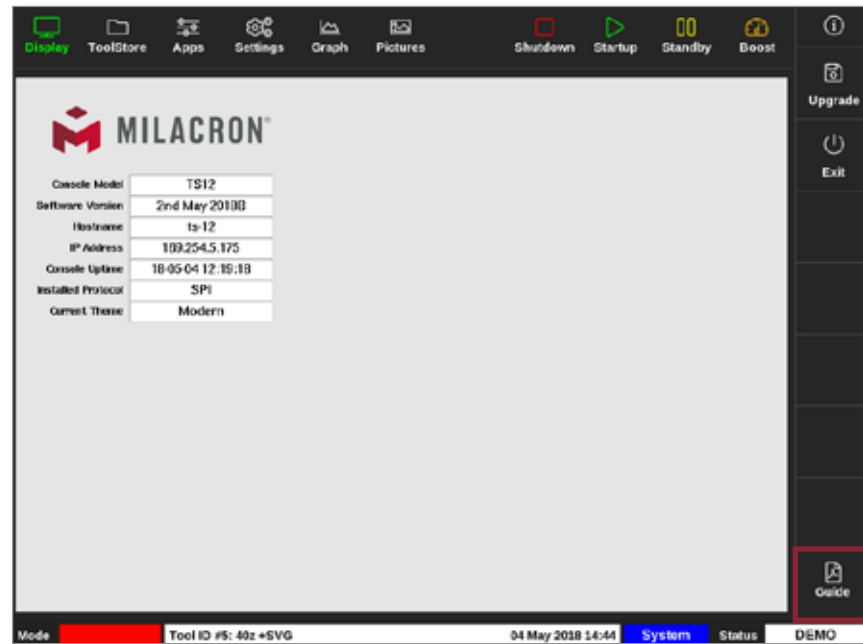 Display ToolStore Apps Settings Graph Pictures Shutdown Startup Standby Boost
Upgrade
Exit
MILACRON®
Console Model TS12
Software Version 2nd May 2018B
Hostname ts-12
IP Address 169.254.5.175
Console Uptime 18-05-04 12:19:18
Installed Protocol SPI
Current Theme Modern
Guide
Mode Tool ID #5: 40z +SVG 04 May 2018 14:44 System Status DEMO